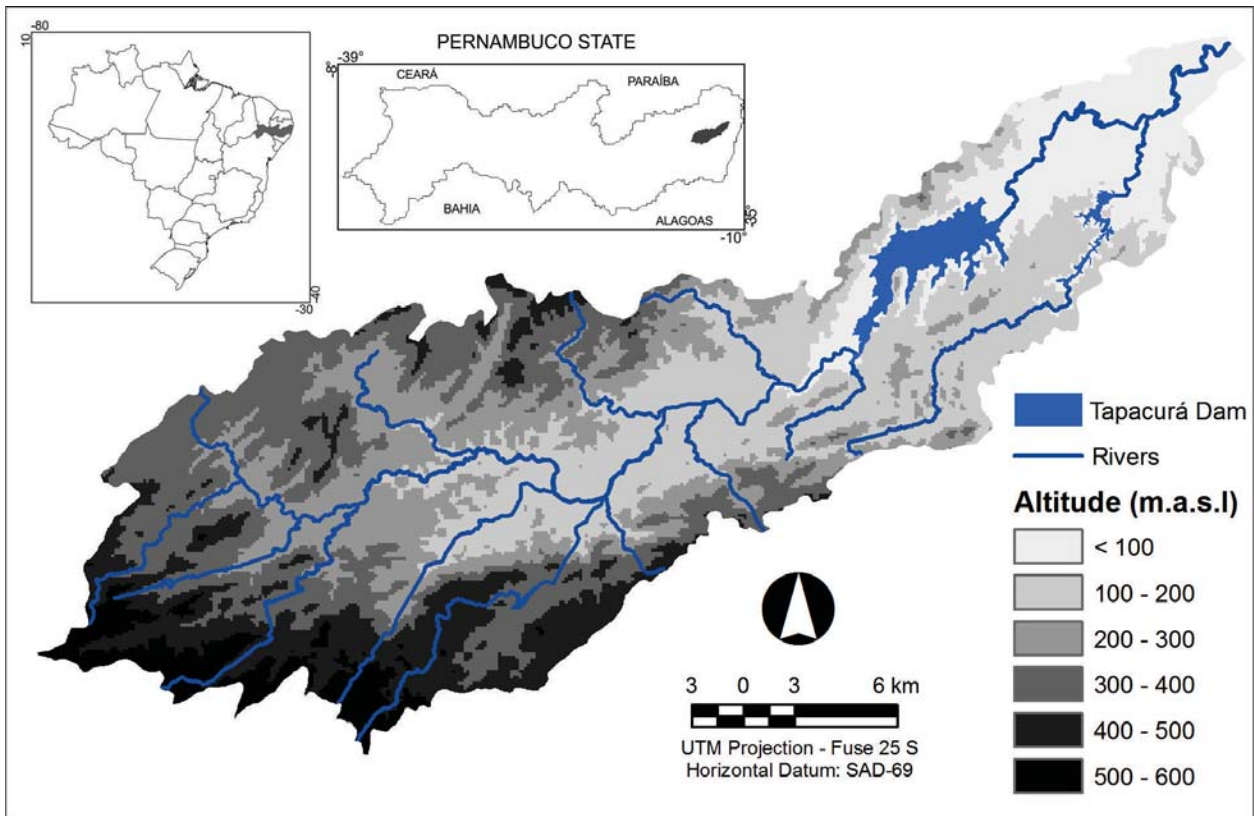 -80
10
-40
-30
PERNAMBUCO STATE
-39°
8°
CEARÁ
PARAÍBA
BAHIA
ALAGOAS
-35°
-10°
Tapacurá Dam
Rivers
Altitude (m.a.s.l)
< 100
100 - 200
200 - 300
300 - 400
400 - 500
500 - 600
3 0 3 6 km
UTM Projection - Fuse 25 S
Horizontal Datum: SAD-69